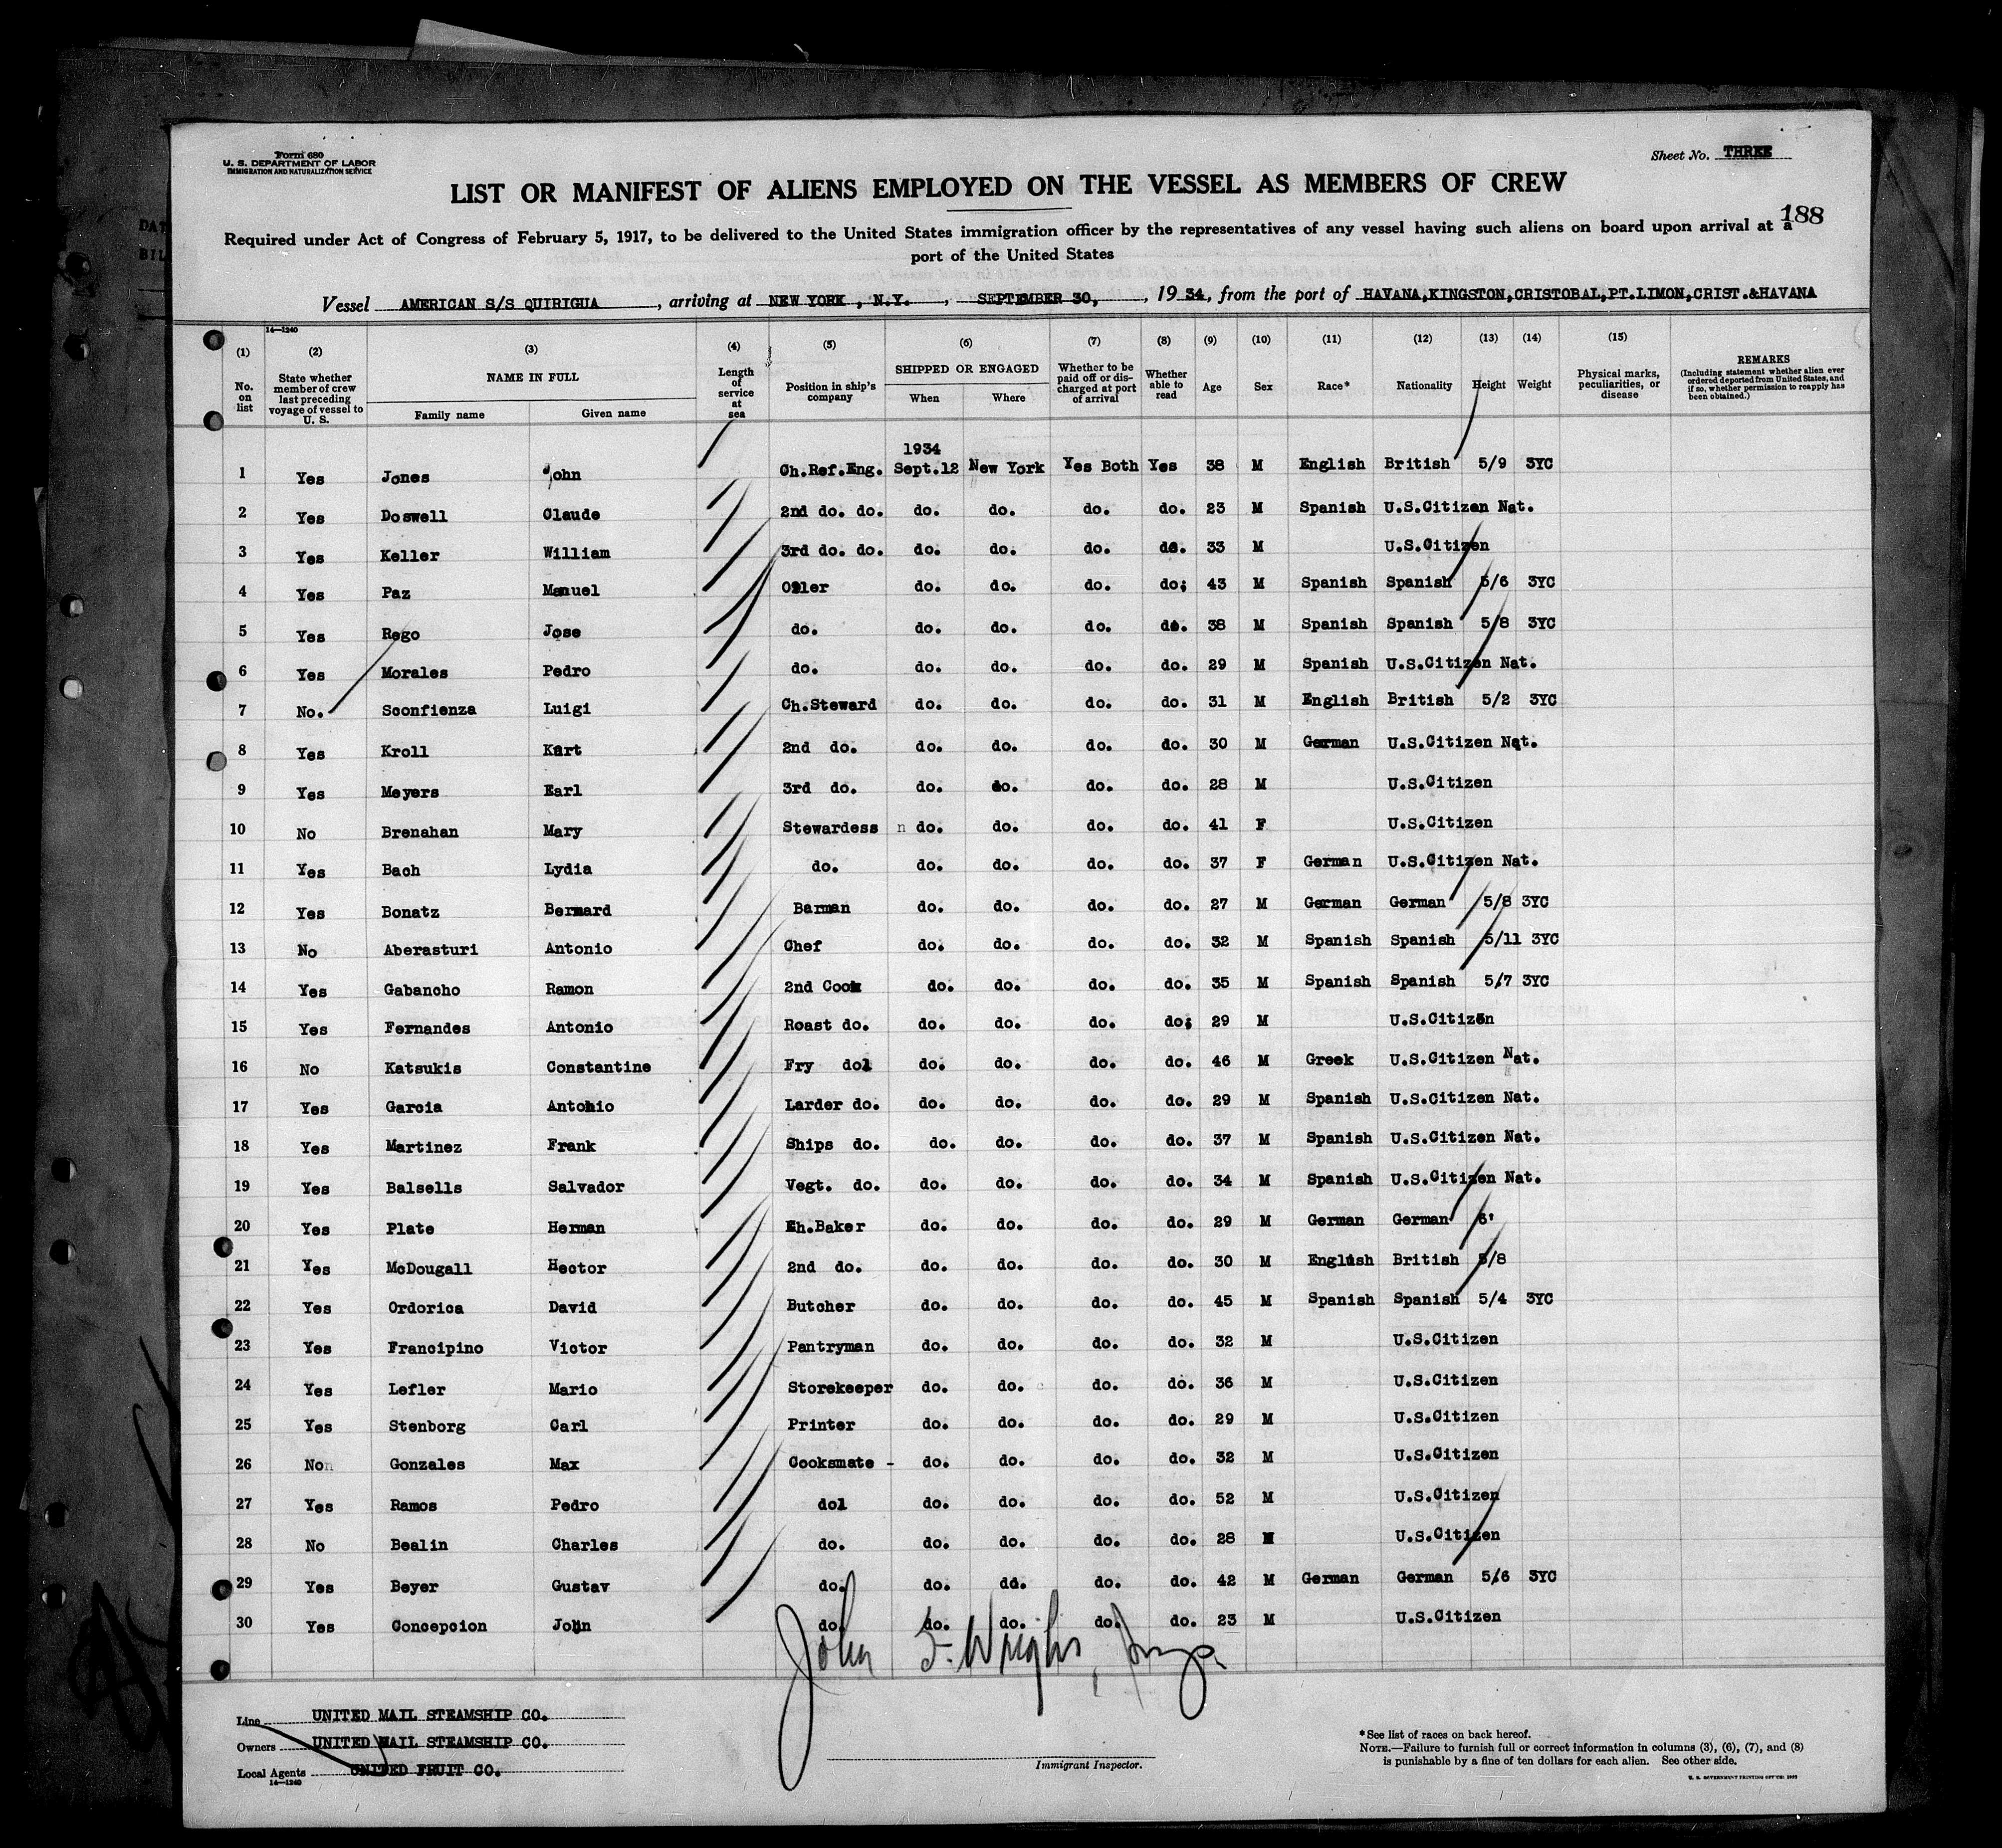 Form 680
U. S. DEPARTMENT OF LABOR
IMMIGRATION AND NATURALIZATION SERVICE
Sheet No. THREE
LIST OR MANIFEST OF ALIENS EMPLOYED ON THE VESSEL AS MEMBERS OF CREW
188
Required under Act of Congress of February 5, 1917, to be delivered to the United States immigration officer by the representatives of any vessel having such aliens on board upon arrival at a
port of the United States
Vessel AMERICAN S/S QUIRIGUA, arriving at NEW YORK, N.Y., SEPTEMBER 30, 1934, from the port of HAVANA,KINGSTON,CRISTOBAL,PT.LIMON,CRIST.&HAVANA
14—1240
(1) (2) (3) (4) (5) (6) (7) (8) (9) (10) (11) (12) (13) (14) (15)
No. on list State whether member of crew last preceding voyage of vessel to U. S. NAME IN FULL Family name Given name Length of service at sea Position in ship's company SHIPPED OR ENGAGED When Where Whether to be paid off or discharged at port of arrival Whether able to read Age Sex Race* Nationality Height Weight Physical marks, peculiarities, or disease REMARKS (Including statement whether alien ever ordered deported from United States, and if so, whether permission to reapply has been obtained.)
1934
1 Yes Jones John Ch.Ref.Eng. Sept.12 New York Yes Both Yes 38 M English British 5/9 3YC
2 Yes Doswell Claude 2nd do. do. do. do. do. do. 23 M Spanish U.S.Citizen Nat.
3 Yes Keller William 3rd do. do. do. do. do. do. 33 M U.S.Citizen
4 Yes Paz Manuel Oiler do. do. do. do; 43 M Spanish Spanish 5/6 3YC
5 Yes Rego Jose do. do. do. do. do. 38 M Spanish Spanish 5/8 3YC
6 Yes Morales Pedro do. do. do. do. do. 29 M Spanish U.S.Citizen Nat.
7 No. Sconfienza Luigi Ch.Steward do. do. do. do. 31 M English British 5/2 3YC
8 Yes Kroll Kurt 2nd do. do. do. do. do. 30 M German U.S.Citizen Nat.
9 Yes Meyers Earl 3rd do. do. do. do. do. 28 M U.S.Citizen
10 No Brenahan Mary Stewardess n do. do. do. do. 41 F U.S.Citizen
11 Yes Bach Lydia do. do. do. do. do. 37 F German U.S.Citizen Nat.
12 Yes Bonatz Bernard Barman do. do. do. do. 27 M German German 5/8 3YC
13 No Aberasturi Antonio Chef do. do. do. do. 32 M Spanish Spanish 5/11 3YC
14 Yes Gabancho Ramon 2nd Cook do. do. do. do. 35 M Spanish Spanish 5/7 3YC
15 Yes Fernandes Antonio Roast do. do. do. do. do; 29 M U.S.Citizen
16 No Katsukis Constantine Fry dol do. do. do. do. 46 M Greek U.S.Citizen Nat.
17 Yes Garcia Antonio Larder do. do. do. do. do. 29 M Spanish U.S.Citizen Nat.
18 Yes Martinez Frank Ships do. do. do. do. do. 37 M Spanish U.S.Citizen Nat.
19 Yes Balsells Salvador Vegt. do. do. do. do. do. 34 M Spanish U.S.Citizen Nat.
20 Yes Plate Herman Ch.Baker do. do. do. do. 29 M German German 6'
21 Yes McDougall Hector 2nd do. do. do. do. do. 30 M English British 5/8
22 Yes Ordorica David Butcher do. do. do. do. 45 M Spanish Spanish 5/4 3YC
23 Yes Francipino Victor Pantryman do. do. do. do. 32 M U.S.Citizen
24 Yes Lefler Mario Storekeeper do. do. do. do. 36 M U.S.Citizen
25 Yes Stenborg Carl Printer do. do. do. do. 29 M U.S.Citizen
26 No Gonzales Max Cooksmate - do. do. do. do. 32 M U.S.Citizen
27 Yes Ramos Pedro dol do. do. do. do. 52 M U.S.Citizen
28 No Bealin Charles do. do. do. do. do. 28 M U.S.Citizen
29 Yes Beyer Gustav do. do. do. do. do. 42 M German German 5/6 3YC
30 Yes Concepcion John do. do. do. do. do. 23 M U.S.Citizen
John S. Wright,
Line UNITED MAIL STEAMSHIP CO.
Owners UNITED MAIL STEAMSHIP CO.
Local Agents UNITED FRUIT CO.
14—1240
Immigrant Inspector.
*See list of races on back hereof.
NOTE.—Failure to furnish full or correct information in columns (3), (6), (7), and (8)
is punishable by a fine of ten dollars for each alien. See other side.